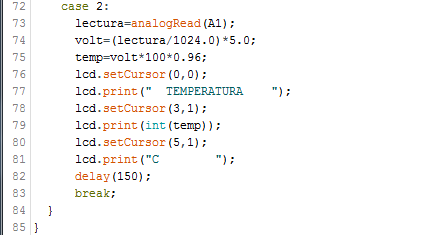 72 case 2:
73 lectura=analogRead(A1);
74 volt=(lectura/1024.0)*5.0;
75 temp=volt*100*0.96;
76 lcd.setCursor(0,0);
77 lcd.print("  TEMPERATURA    ");
78 lcd.setCursor(3,1);
79 lcd.print(int(temp));
80 lcd.setCursor(5,1);
81 lcd.print("C        ");
82 delay(150);
83 break;
84 }
85 }